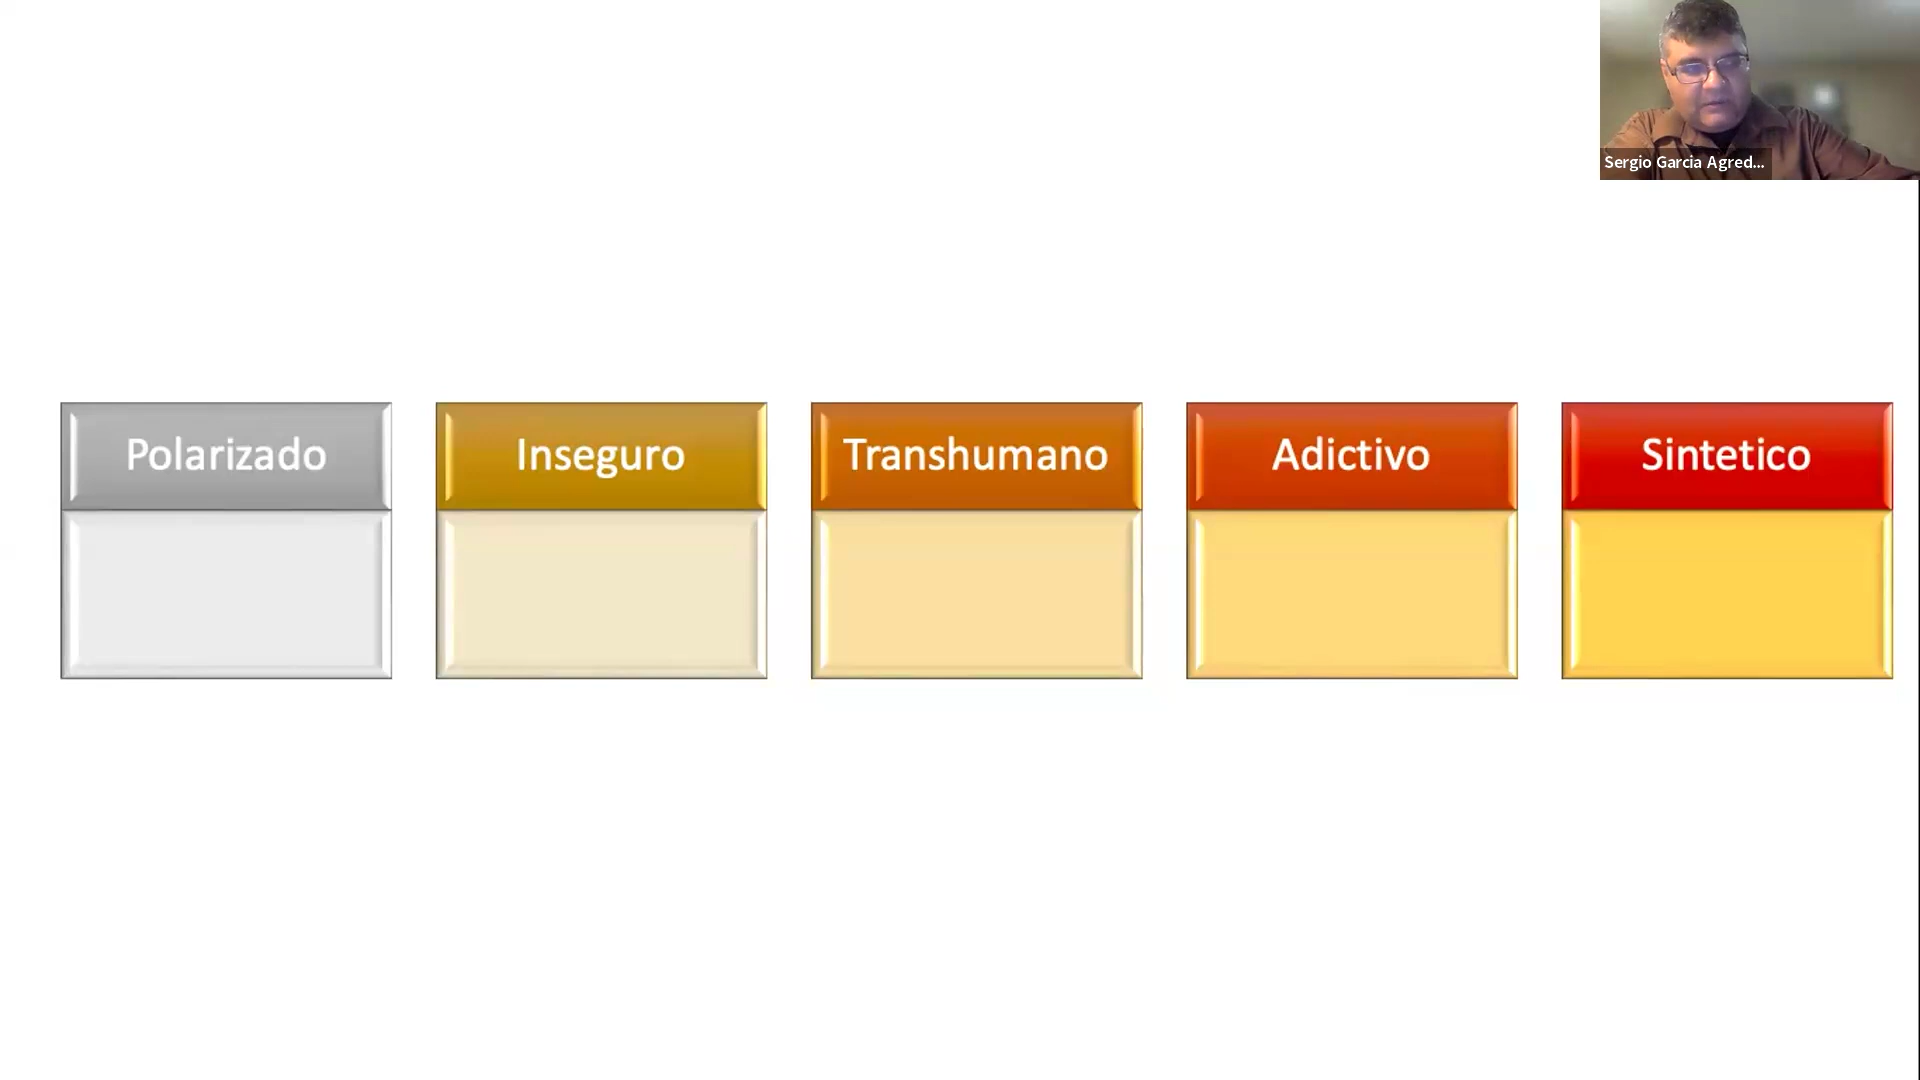 Sergio Garcia Agred...
Polarizado
Inseguro
Transhumano
Adictivo
Sintetico